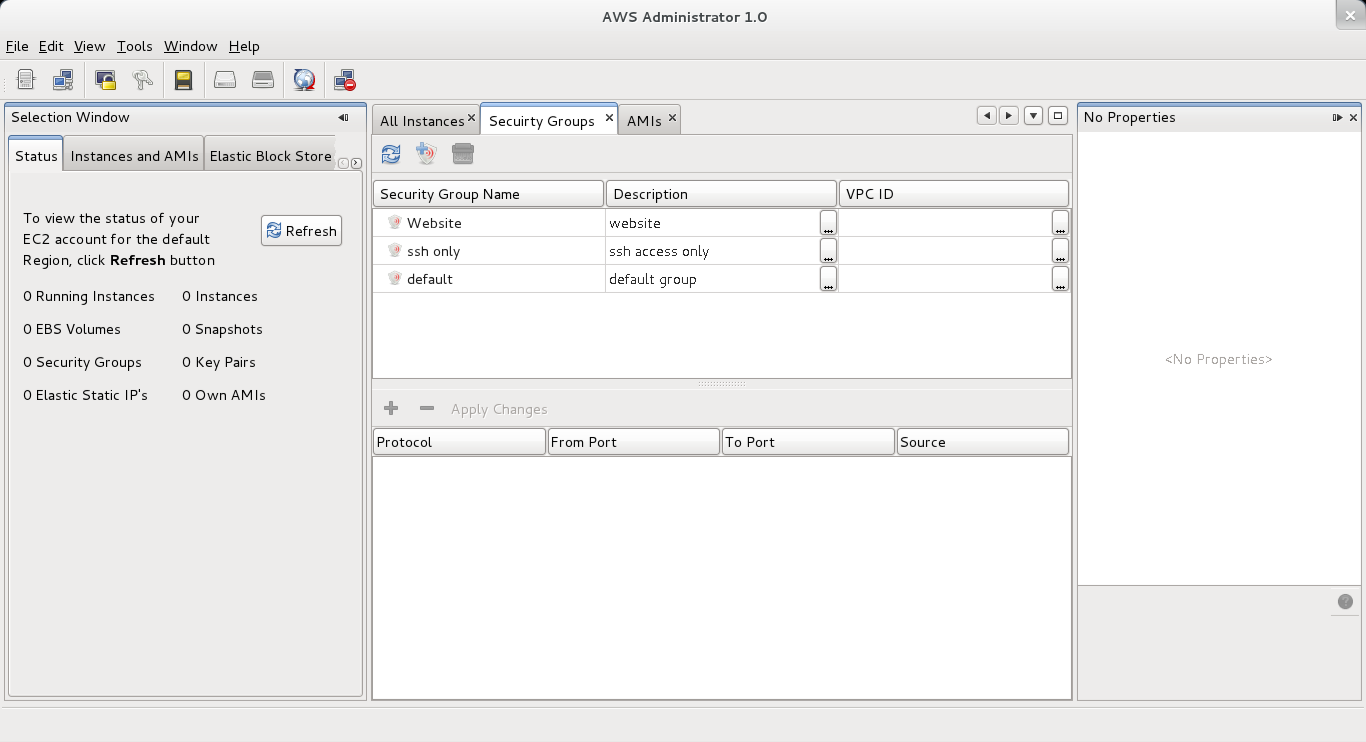 AWS Administrator 1.0
File Edit View Tools Window Help
Selection Window
Status Instances and AMIs Elastic Block Store
To view the status of your
EC2 account for the default
Region, click Refresh button
Refresh
0 Running Instances 0 Instances
0 EBS Volumes 0 Snapshots
0 Security Groups 0 Key Pairs
0 Elastic Static IP's 0 Own AMIs
All Instances Secuirty Groups AMIs
Security Group Name Description VPC ID
Website website ... ...
ssh only ssh access only ... ...
default default group ... ...
Apply Changes
Protocol From Port To Port Source
No Properties
<No Properties>
?